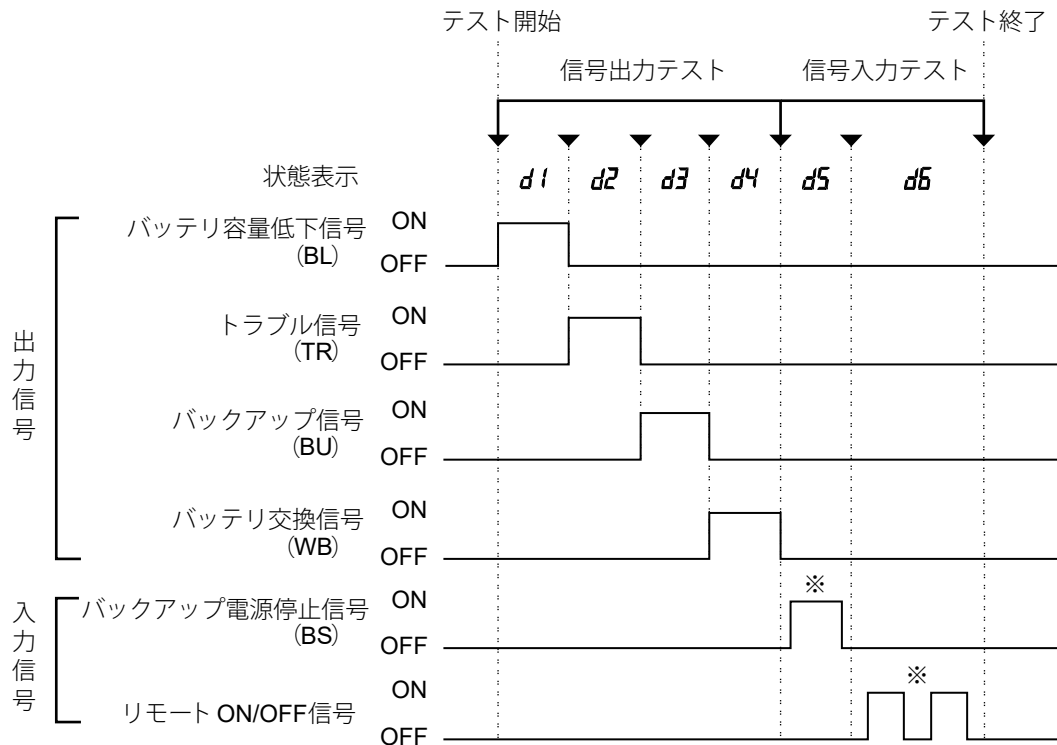 テスト開始
テスト終了
信号出力テスト
信号入力テスト
状態表示
d1
d2
d3
d4
d5
d6
出力信号
バッテリ容量低下信号
(BL)
ON
OFF
トラブル信号
(TR)
ON
OFF
バックアップ信号
(BU)
ON
OFF
バッテリ交換信号
(WB)
ON
OFF
入力信号
バックアップ電源停止信号
(BS)
ON
OFF
※
リモート ON/OFF信号
ON
OFF
※